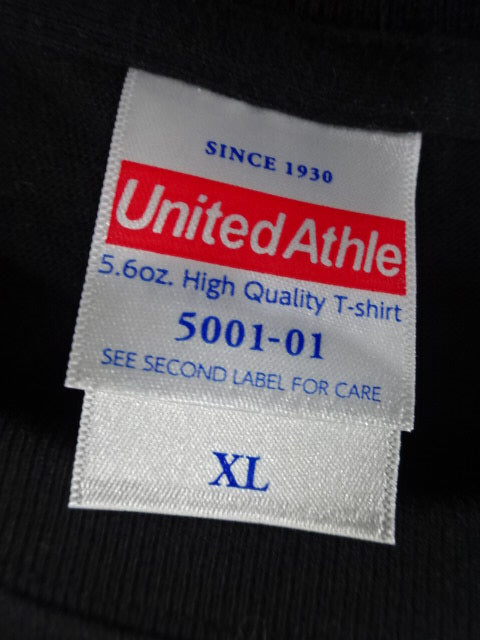 SINCE 1930
United Athle
5.6oz. High Quality T-shirt
5001-01
SEE SECOND LABEL FOR CARE
XL